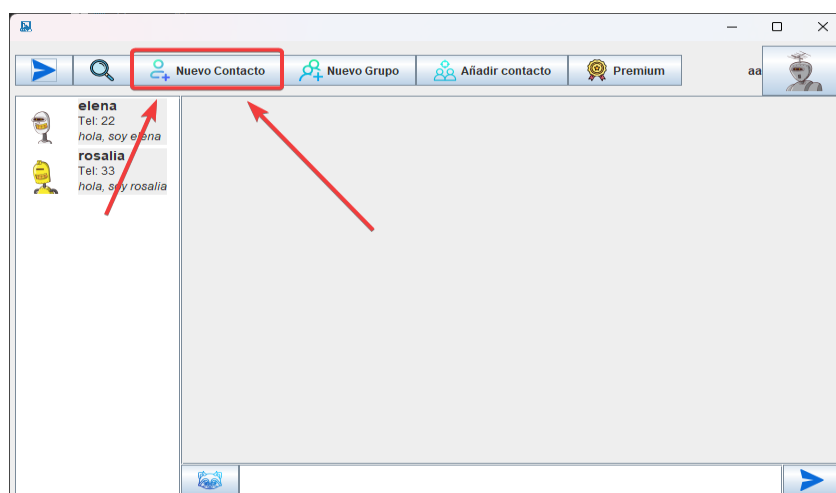 Nuevo Contacto
Nuevo Grupo
Añadir contacto
Premium
aa
elena
Tel: 22
hola, soy elena
rosalia
Tel: 33
hola, soy rosalia